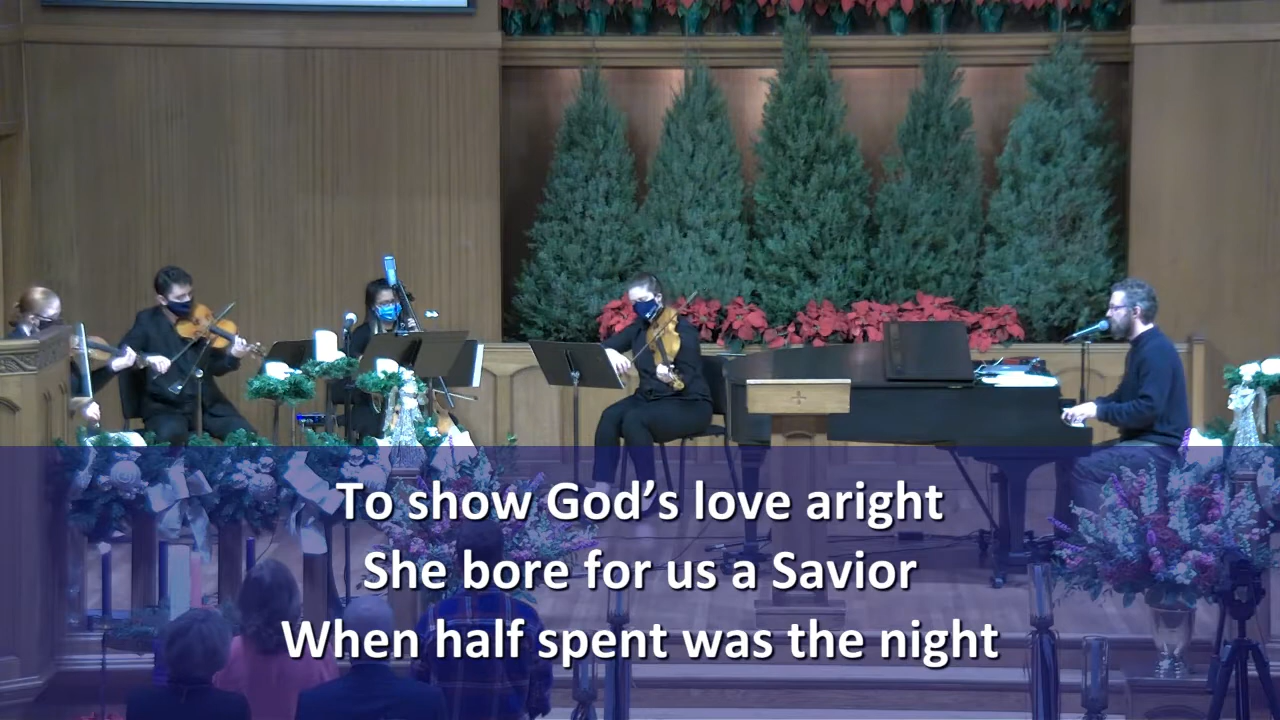 To show God’s love aright
She bore for us a Savior
When half spent was the night